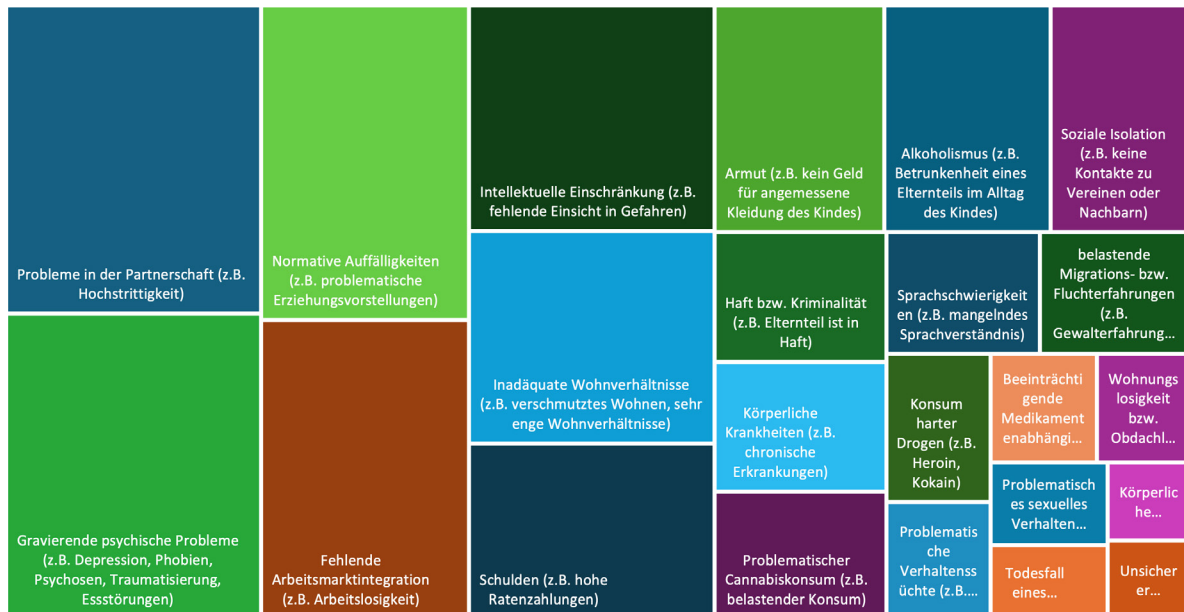 Probleme in der Partnerschaft (z.B.
Hochstrittigkeit)
Gravierende psychische Probleme
(z.B. Depression, Phobien,
Psychosen, Traumatisierung,
Essstörungen)
Normative Auffälligkeiten
(z.B. problematische
Erziehungsvorstellungen)
Fehlende
Arbeitsmarktintegration
(z.B. Arbeitslosigkeit)
Intellektuelle Einschränkung (z.B.
fehlende Einsicht in Gefahren)
Inadäquate Wohnverhältnisse
(z.B. verschmutztes Wohnen, sehr
enge Wohnverhältnisse)
Schulden (z.B. hohe
Ratenzahlungen)
Armut (z.B. kein Geld
für angemessene
Kleidung des Kindes)
Alkoholismus (z.B.
Betrunkenheit eines
Elternteils im Alltag
des Kindes)
Soziale Isolation
(z.B. keine
Kontakte zu
Vereinen oder
Nachbarn)
Haft bzw. Kriminalität
(z.B. Elternteil ist in
Haft)
Körperliche
Krankheiten (z.B.
chronische
Erkrankungen)
Problematischer
Cannabiskonsum (z.B.
belastender Konsum)
Sprachschwierigkeit
en (z.B. mangelndes
Sprachverständnis)
belastende
Migrations- bzw.
Fluchterfahrungen
(z.B.
Gewalterfahrung...
Konsum
harter
Drogen (z.B.
Heroin,
Kokain)
Problematis
che
Verhaltenss
üchte (z.B....
Beeinträchti
gende
Medikament
enabhängi...
Wohnungs
losigkeit
bzw.
Obdachl...
Problematisch
es sexuelles
Verhalten...
Körperli
che...
Todesfall
eines...
Unsicher
er...